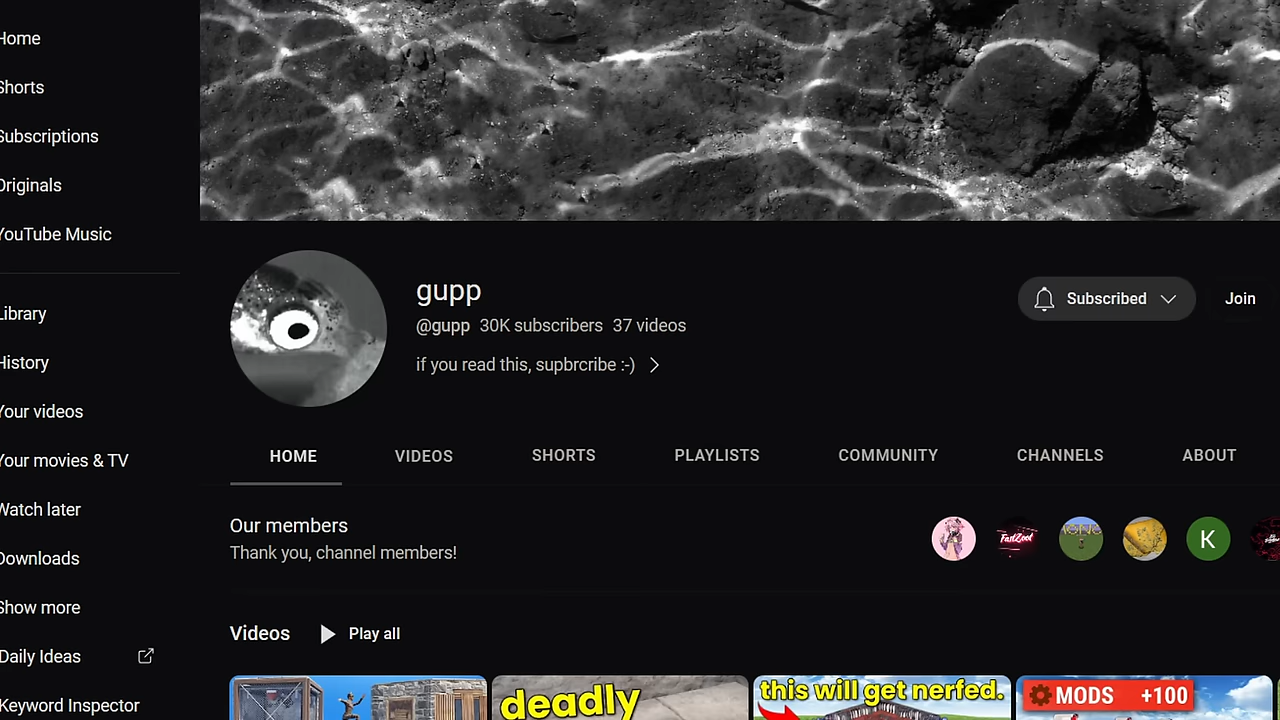 Home
Shorts
Subscriptions
Originals
YouTube Music
Library
History
Your videos
Your movies & TV
Watch later
Downloads
Show more
Daily Ideas
Keyword Inspector
gupp
@gupp 30K subscribers 37 videos
if you read this, supbrcribe :-)
Subscribed
Join
HOME VIDEOS SHORTS PLAYLISTS COMMUNITY CHANNELS ABOUT
Our members
Thank you, channel members!
FastZoot
K
Videos Play all
deadly
this will get nerfed.
MODS +100